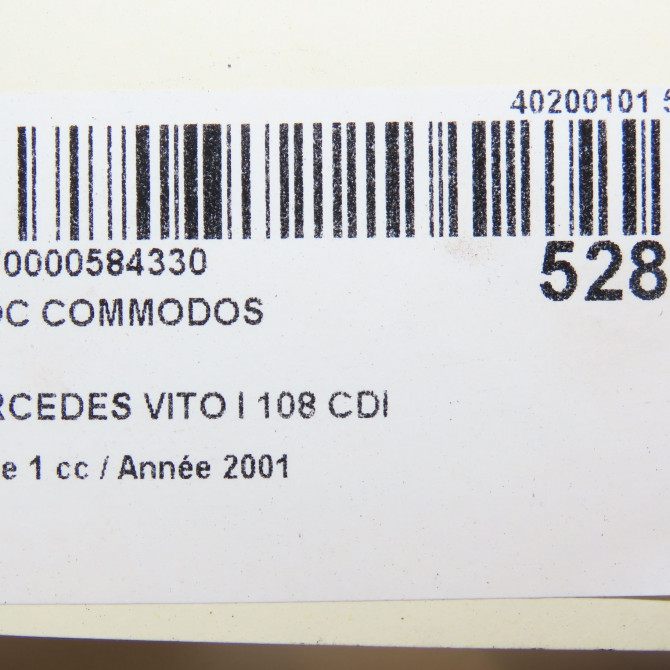 40200101 5
0000584330
528
OC COMMODOS
RCEDES VITO I 108 CDI
e 1 cc / Année 2001